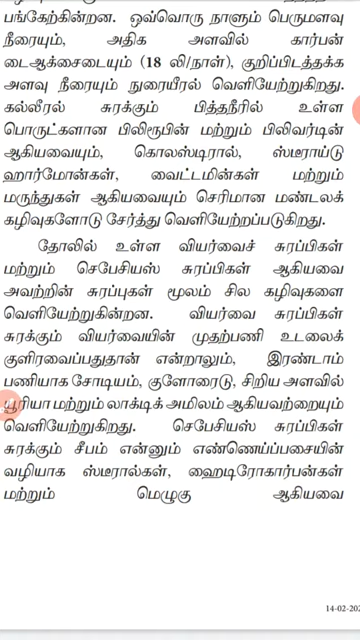 பங்கேற்கின்றன. ஒவ்வொரு நாளும் பெருமளவு
நீரையும், அதிக அளவில் கார்பன்
டைஆக்சைடையும் (18 லி/நாள்), குறிப்பிடத்தக்க
அளவு நீரையும் நுரையீரல் வெளியேற்றுகிறது.
கல்லீரல் சுரக்கும் பித்தநீரில் உள்ள
பொருட்களான பிலிரூபின் மற்றும் பிலிவர்டின்
ஆகியவையும், கொலஸ்டிரால், ஸ்டீராய்டு
ஹார்மோன்கள், வைட்டமின்கள் மற்றும்
மருந்துகள் ஆகியவையும் செரிமான மண்டலக்
கழிவுகளோடு சேர்த்து வெளியேற்றப்படுகிறது.
தோலில் உள்ள வியர்வைச் சுரப்பிகள்
மற்றும் செபேசியஸ் சுரப்பிகள் ஆகியவை
அவற்றின் சுரப்புகள் மூலம் சில கழிவுகளை
வெளியேற்றுகின்றன. வியர்வை சுரப்பிகள்
சுரக்கும் வியர்வையின் முதற்பணி உடலைக்
குளிரவைப்பதுதான் என்றாலும், இரண்டாம்
பணியாக சோடியம், குளோரைடு, சிறிய அளவில்
யூரியா மற்றும் லாக்டிக் அமிலம் ஆகியவற்றையும்
வெளியேற்றுகிறது. செபேசியஸ் சுரப்பிகள்
சுரக்கும் சீபம் என்னும் எண்ணெய்ப்பசையின்
வழியாக ஸ்டீரால்கள், ஹைடிரோகார்பன்கள்
மற்றும் மெழுகு ஆகியவை
14-02-202